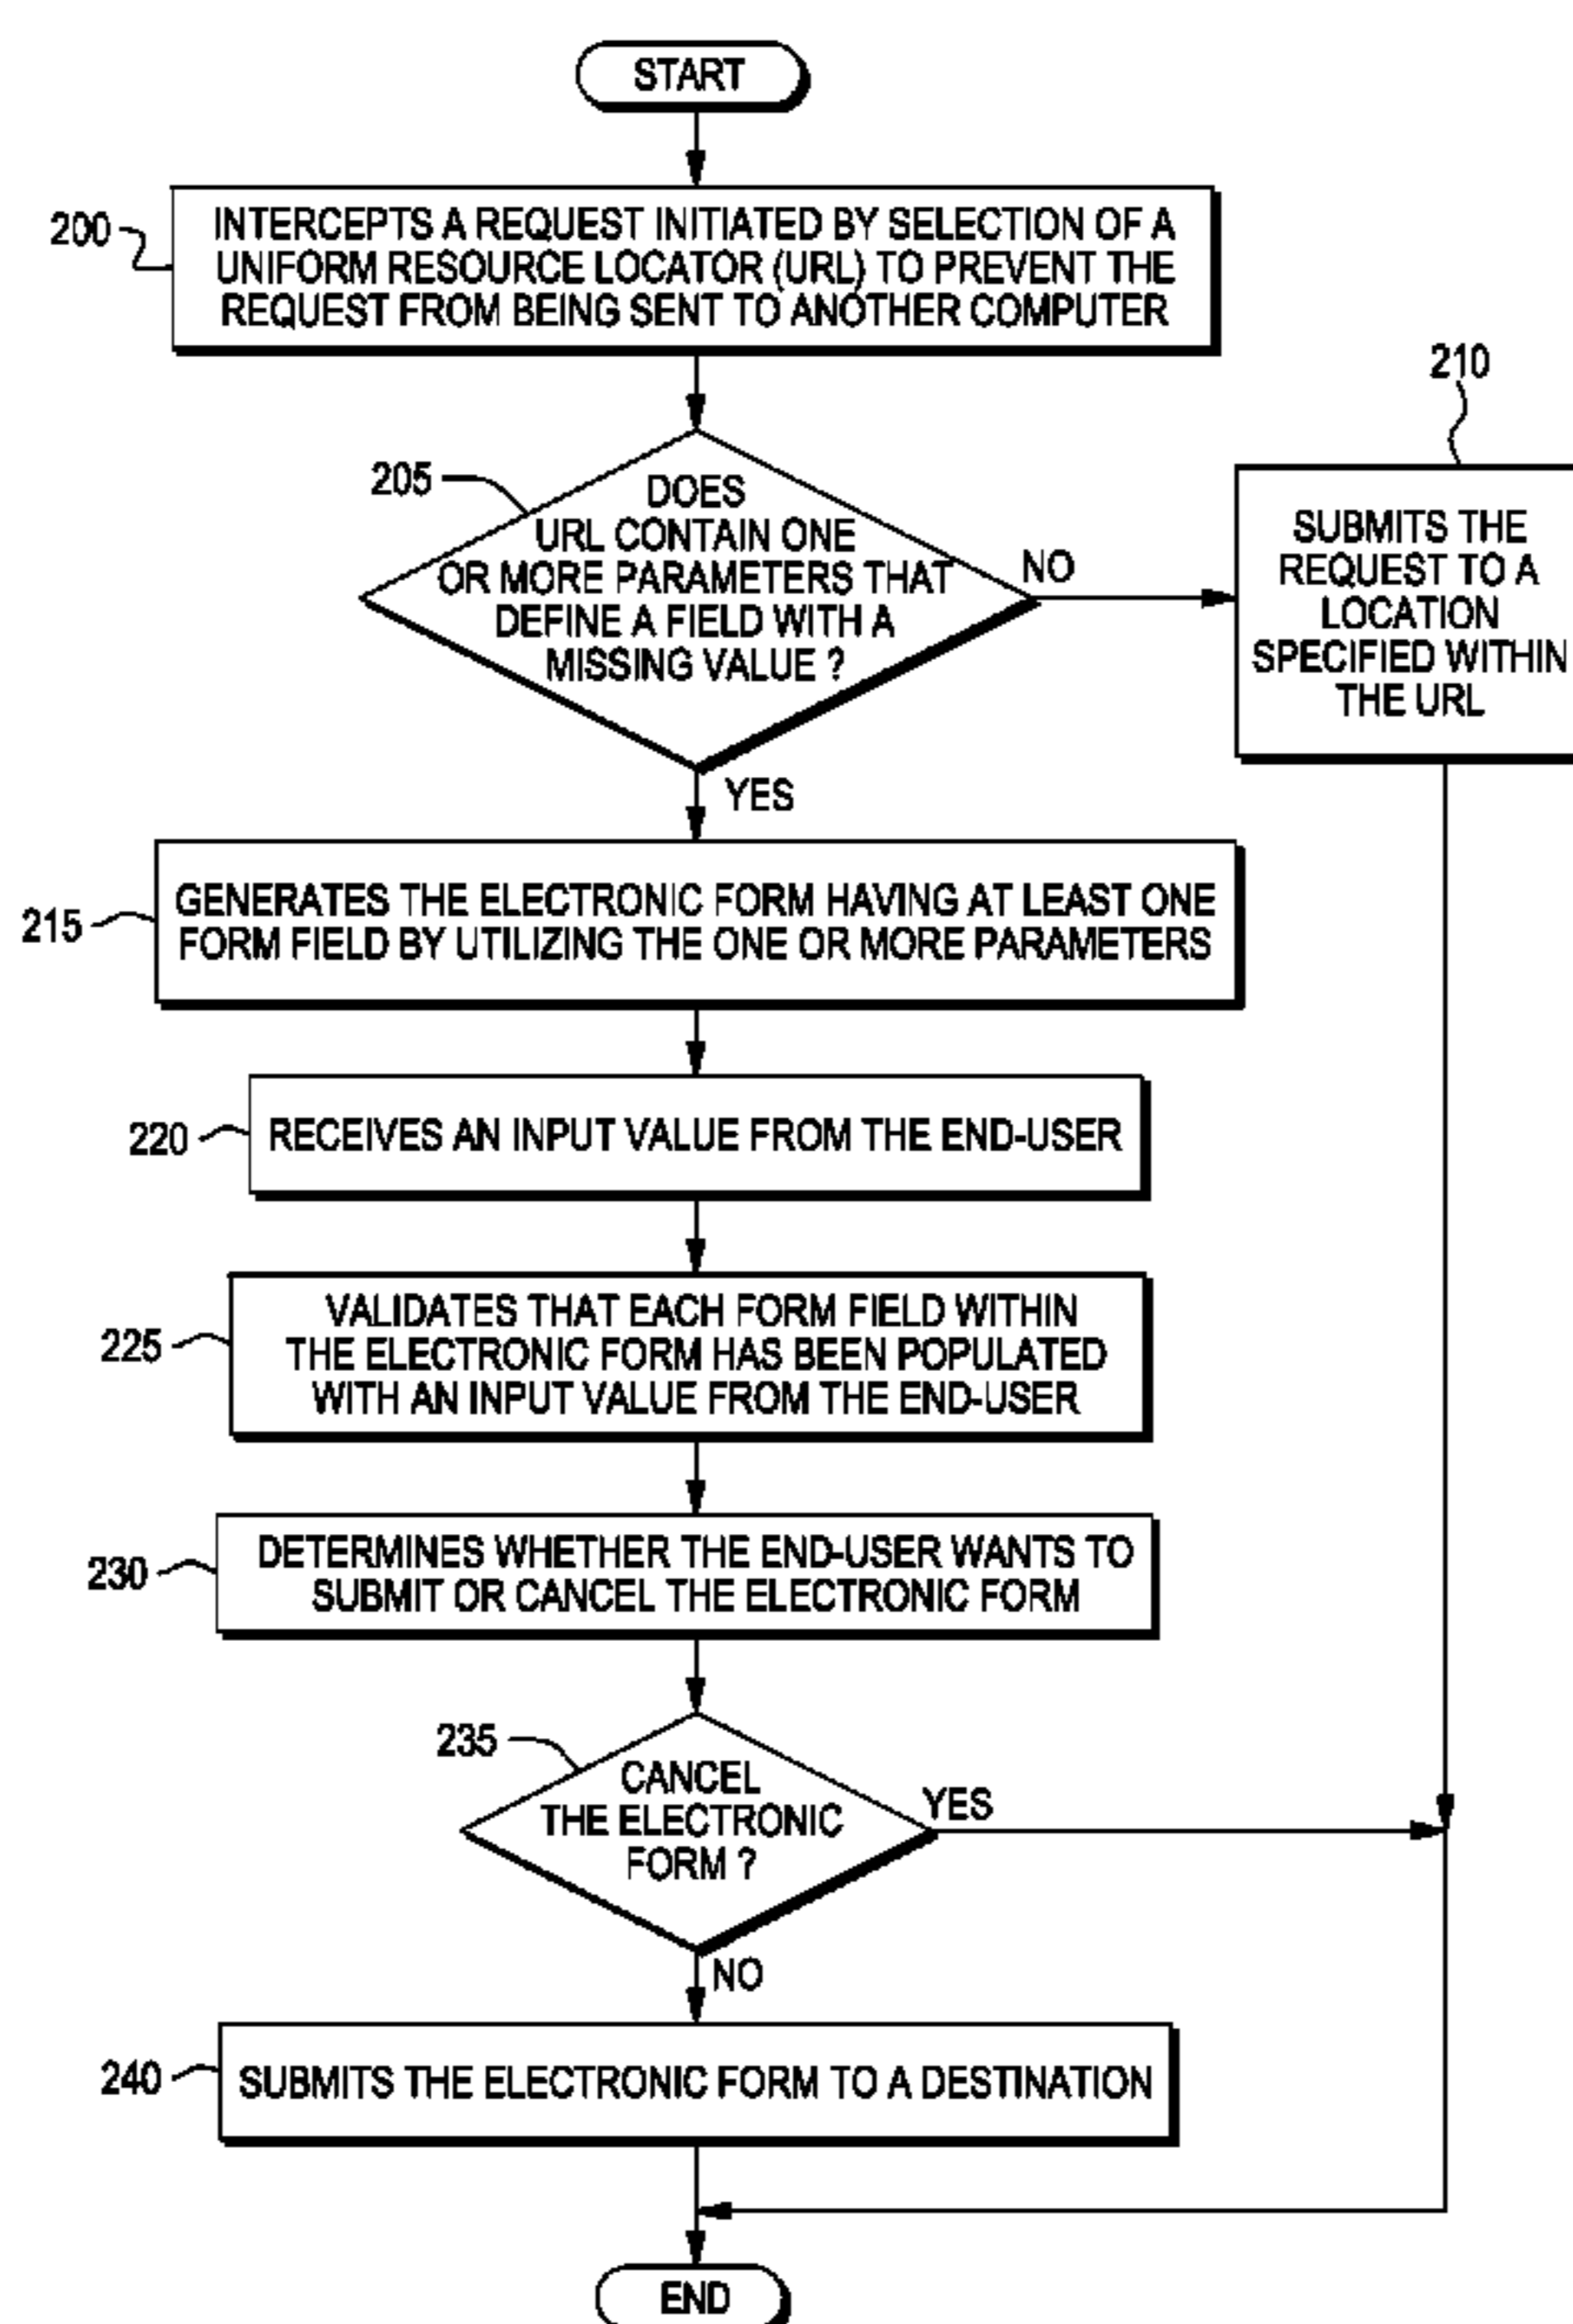 START
200
INTERCEPTS A REQUEST INITIATED BY SELECTION OF A
UNIFORM RESOURCE LOCATOR (URL) TO PREVENT THE
REQUEST FROM BEING SENT TO ANOTHER COMPUTER
205
DOES
URL CONTAIN ONE
OR MORE PARAMETERS THAT
DEFINE A FIELD WITH A
MISSING VALUE ?
NO
210
SUBMITS THE
REQUEST TO A
LOCATION
SPECIFIED WITHIN
THE URL
YES
215
GENERATES THE ELECTRONIC FORM HAVING AT LEAST ONE
FORM FIELD BY UTILIZING THE ONE OR MORE PARAMETERS
220
RECEIVES AN INPUT VALUE FROM THE END-USER
225
VALIDATES THAT EACH FORM FIELD WITHIN
THE ELECTRONIC FORM HAS BEEN POPULATED
WITH AN INPUT VALUE FROM THE END-USER
230
DETERMINES WHETHER THE END-USER WANTS TO
SUBMIT OR CANCEL THE ELECTRONIC FORM
235
CANCEL
THE ELECTRONIC
FORM ?
YES
NO
240
SUBMITS THE ELECTRONIC FORM TO A DESTINATION
END